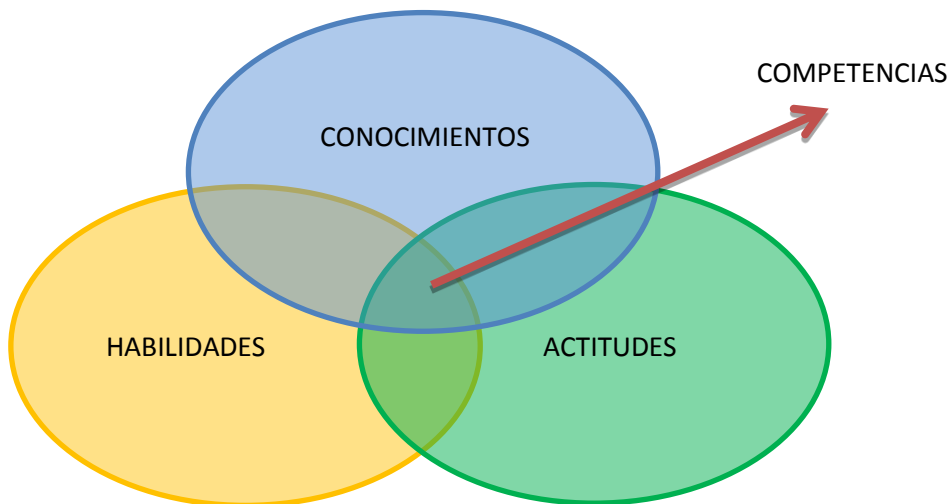 COMPETENCIAS
CONOCIMIENTOS
HABILIDADES
ACTITUDES